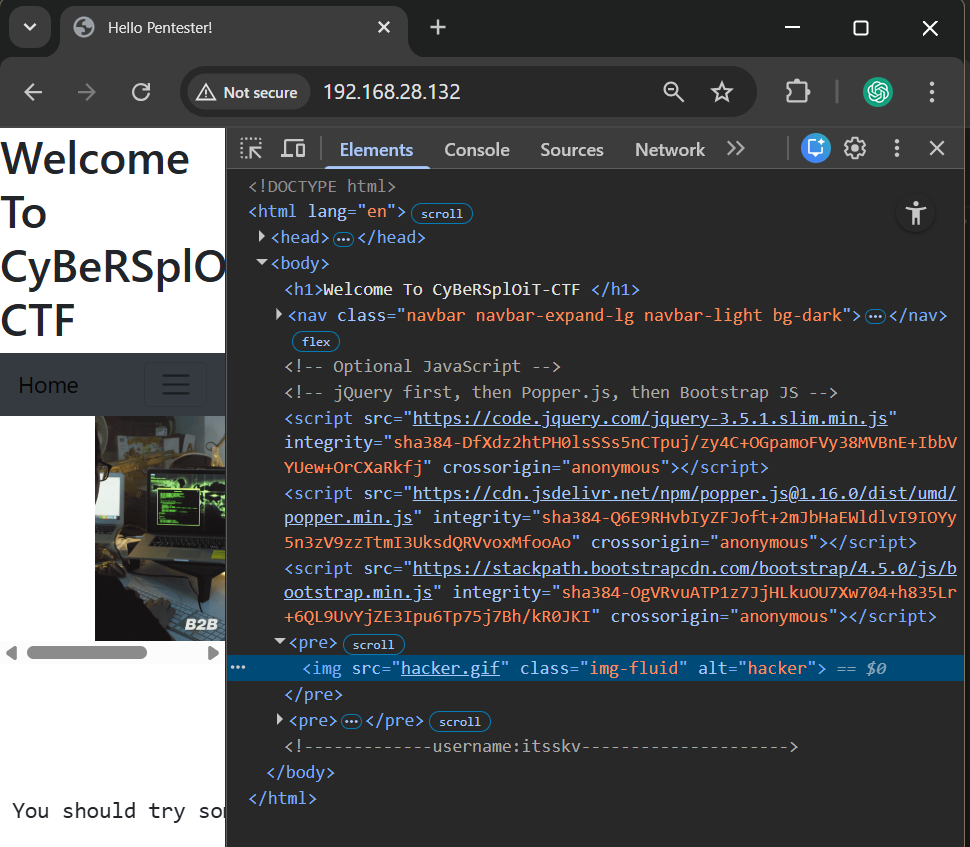 Hello Pentester!
Not secure
192.168.28.132
Welcome
To
CyBeRSplO
CTF
Home
B2B
You should try so
Elements
Console
Sources
Network
<!DOCTYPE html>
<html lang="en"> scroll
<head> ··· </head>
<body>
<h1>Welcome To CyBeRSplOiT-CTF </h1>
<nav class="navbar navbar-expand-lg navbar-light bg-dark"> ··· </nav>
flex
<!-- Optional JavaScript -->
<!-- jQuery first, then Popper.js, then Bootstrap JS -->
<script src="https://code.jquery.com/jquery-3.5.1.slim.min.js"
integrity="sha384-DfXdz2htPH0lsSSs5nCTpuj/zy4C+OGpamoFVy38MVBnE+IbbV
YUew+OrCXaRkfj" crossorigin="anonymous"></script>
<script src="https://cdn.jsdelivr.net/npm/popper.js@1.16.0/dist/umd/
popper.min.js" integrity="sha384-Q6E9RHvbIyZFJoft+2mJbHaEWldlvI9IOYy
5n3zV9zzTtmI3UksdQRVvoxMfooAo" crossorigin="anonymous"></script>
<script src="https://stackpath.bootstrapcdn.com/bootstrap/4.5.0/js/b
ootstrap.min.js" integrity="sha384-OgVRvuATP1z7JjHLkuOU7Xw704+h835Lr
+6QL9UvYjZE3Ipu6Tp75j7Bh/kR0JKI" crossorigin="anonymous"></script>
<pre> scroll
<img src="hacker.gif" class="img-fluid" alt="hacker"> == $0
</pre>
<pre> ··· </pre> scroll
<!-------------username:itsskv--------------------->
</body>
</html>